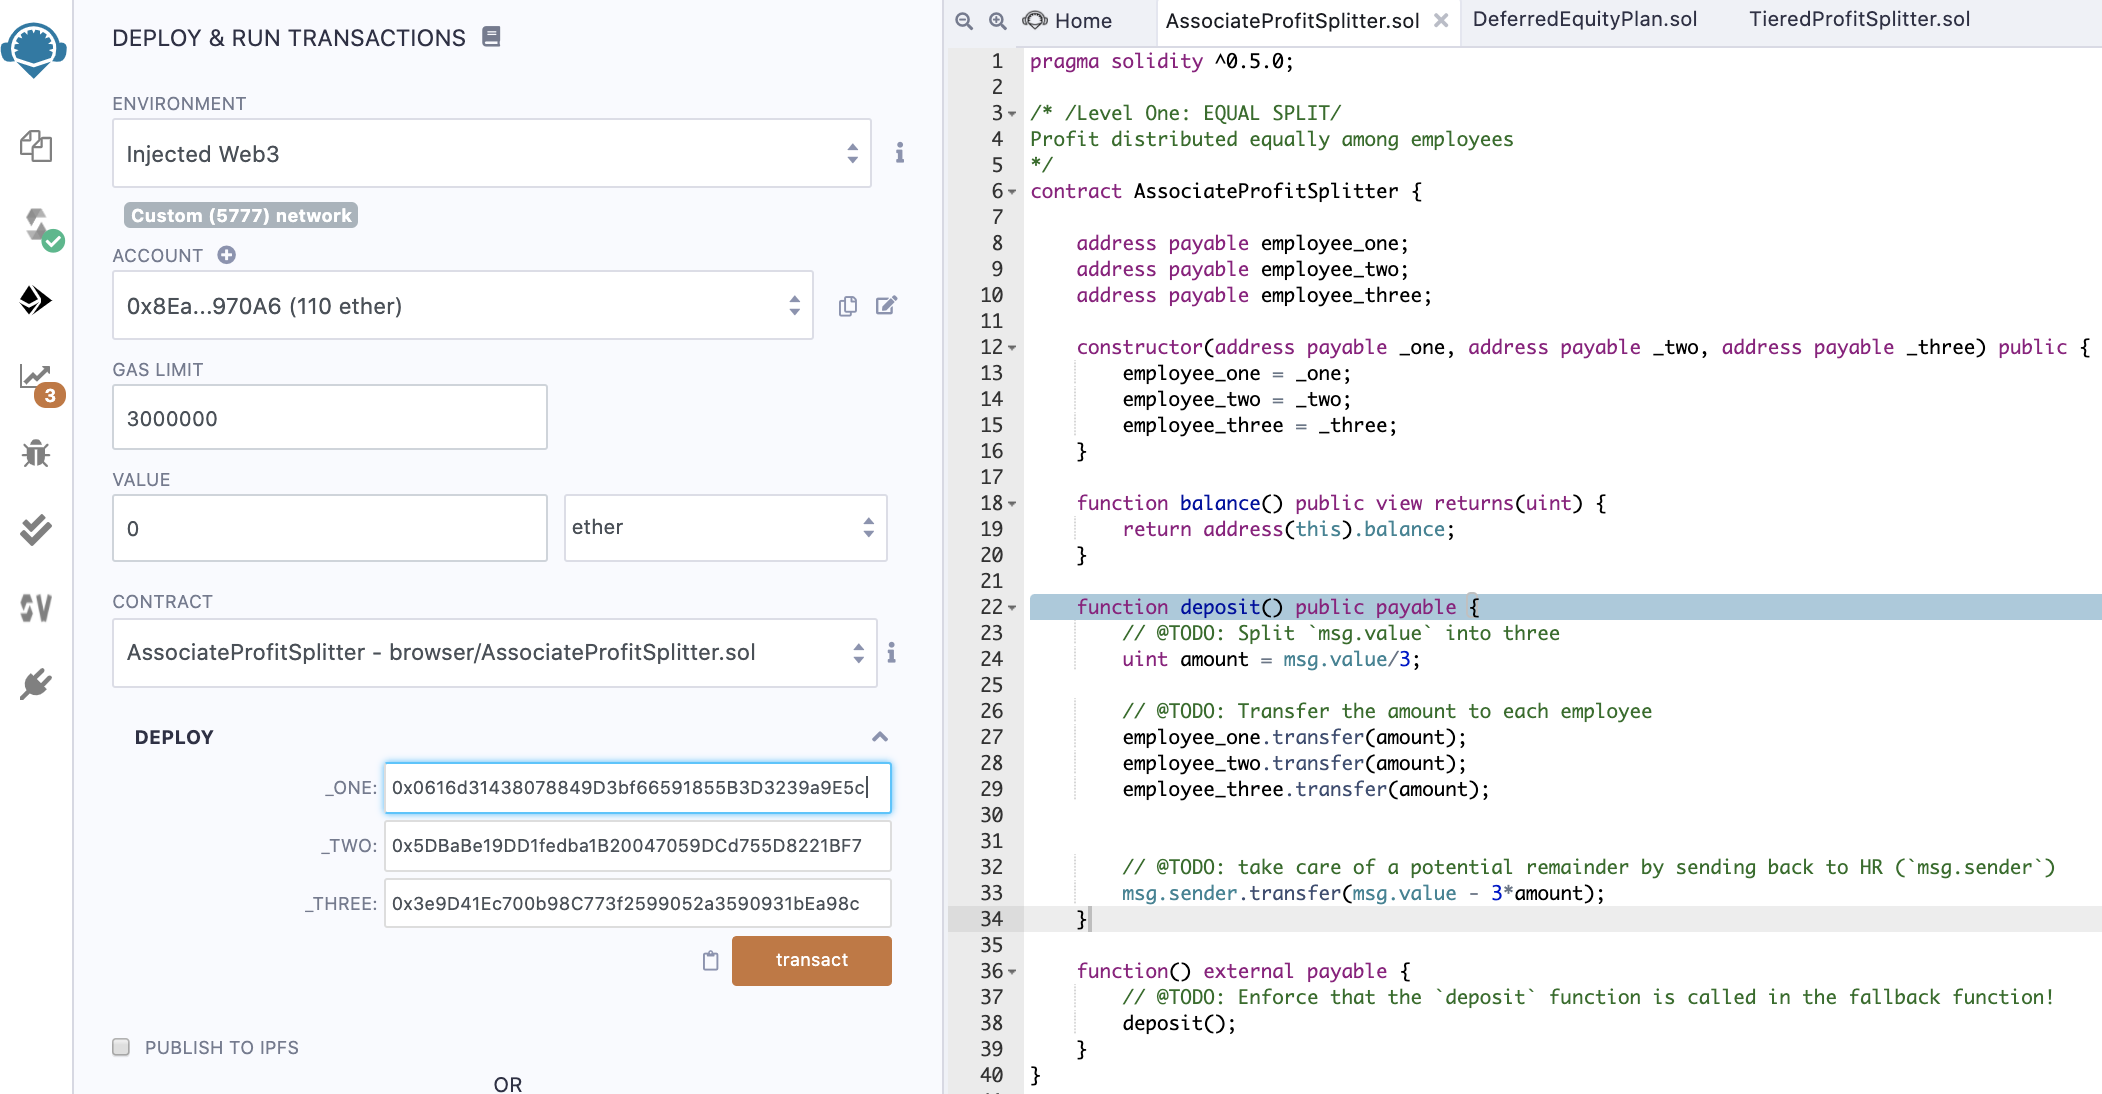 DEPLOY & RUN TRANSACTIONS
ENVIRONMENT
Injected Web3
i
Custom (5777) network
ACCOUNT
0x8Ea...970A6 (110 ether)
GAS LIMIT
3000000
VALUE
0
ether
CONTRACT
AssociateProfitSplitter - browser/AssociateProfitSplitter.sol
i
DEPLOY
_ONE: 0x0616d31438078849D3bf66591855B3D3239a9E5c
_TWO: 0x5DBaBe19DD1fedba1B20047059DCd755D8221BF7
_THREE: 0x3e9D41Ec700b98C773f2599052a3590931bEa98c
transact
PUBLISH TO IPFS
OR
3
SV
Home AssociateProfitSplitter.sol DeferredEquityPlan.sol TieredProfitSplitter.sol
1 pragma solidity ^0.5.0;
2
3 /* /Level One: EQUAL SPLIT/
4 Profit distributed equally among employees
5 */
6 contract AssociateProfitSplitter {
7
8 address payable employee_one;
9 address payable employee_two;
10 address payable employee_three;
11
12 constructor(address payable _one, address payable _two, address payable _three) public {
13 employee_one = _one;
14 employee_two = _two;
15 employee_three = _three;
16 }
17
18 function balance() public view returns(uint) {
19 return address(this).balance;
20 }
21
22 function deposit() public payable {
23 // @TODO: Split `msg.value` into three
24 uint amount = msg.value/3;
25
26 // @TODO: Transfer the amount to each employee
27 employee_one.transfer(amount);
28 employee_two.transfer(amount);
29 employee_three.transfer(amount);
30
31
32 // @TODO: take care of a potential remainder by sending back to HR (`msg.sender`)
33 msg.sender.transfer(msg.value - 3*amount);
34 }
35
36 function() external payable {
37 // @TODO: Enforce that the `deposit` function is called in the fallback function!
38 deposit();
39 }
40 }